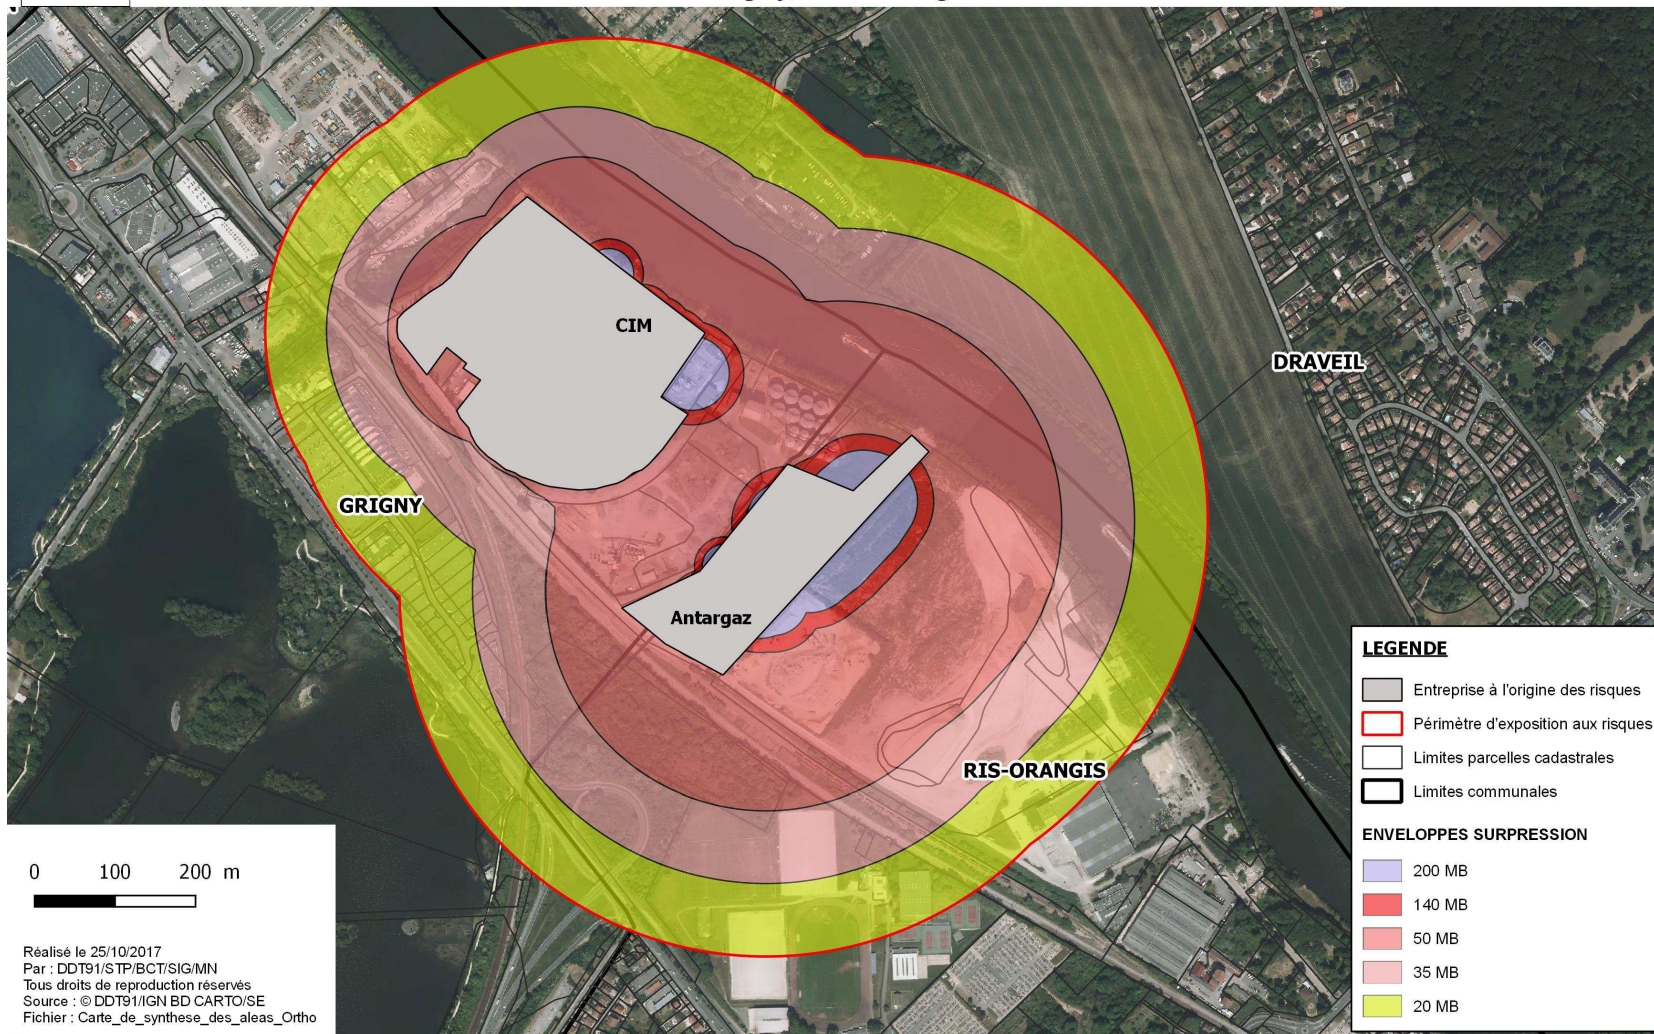 CIM
DRAVEIL
GRIGNY
Antargaz
RIS-ORANGIS
LEGENDE
Entreprise à l'origine des risques
Périmètre d'exposition aux risques
Limites parcelles cadastrales
Limites communales
ENVELOPPES SURPRESSION
200 MB
140 MB
50 MB
35 MB
20 MB
0 100 200 m
Réalisé le 25/10/2017
Par : DDT91/STP/BCT/SIG/MN
Tous droits de reproduction réservés
Source : © DDT91/IGN BD CARTO/SE
Fichier : Carte_de_synthese_des_aleas_Ortho